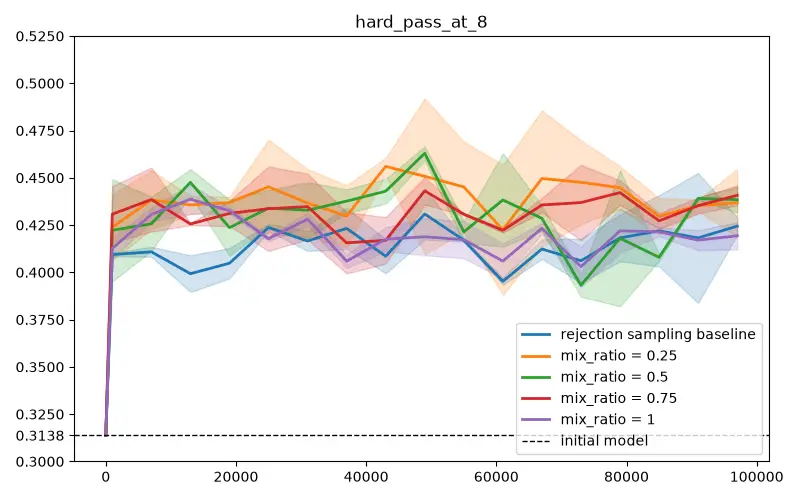 hard_pass_at_8
0.5250
0.5000
0.4750
0.4500
0.4250
0.4000
0.3750
0.3500
0.3250
0.3138
0.3000
rejection sampling baseline
mix_ratio = 0.25
mix_ratio = 0.5
mix_ratio = 0.75
mix_ratio = 1
initial model
0 20000 40000 60000 80000 100000